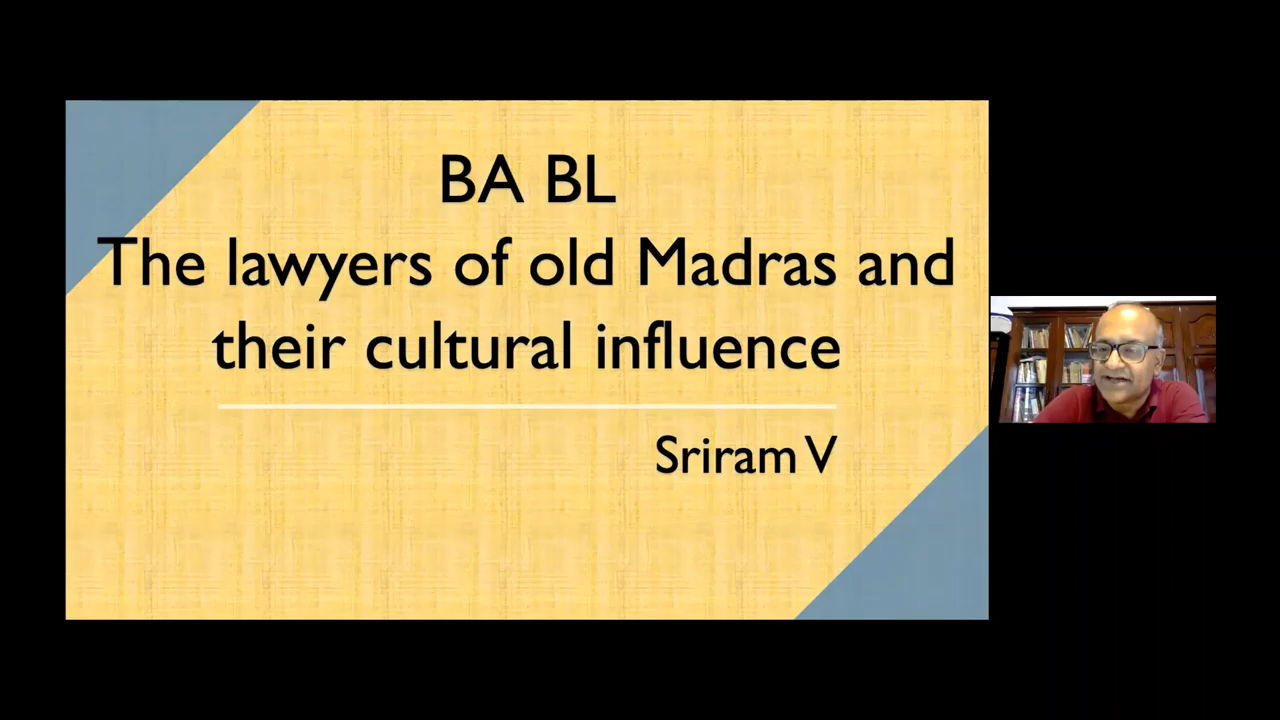 BA BL
The lawyers of old Madras and
their cultural influence
Sriram V